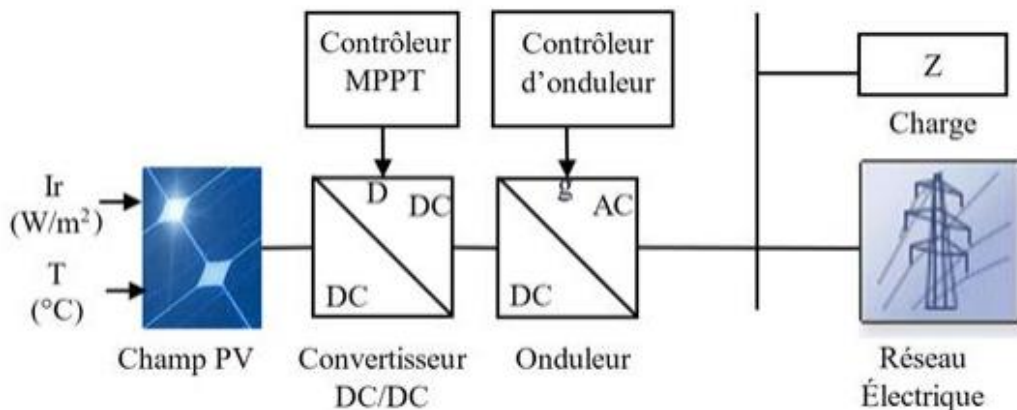 Contrôleur
MPPT
Contrôleur
d'onduleur
Z
Charge
Ir
(W/m²)
T
(°C)
D
DC
DC
g
AC
DC
Champ PV
Convertisseur
DC/DC
Onduleur
Réseau
Électrique